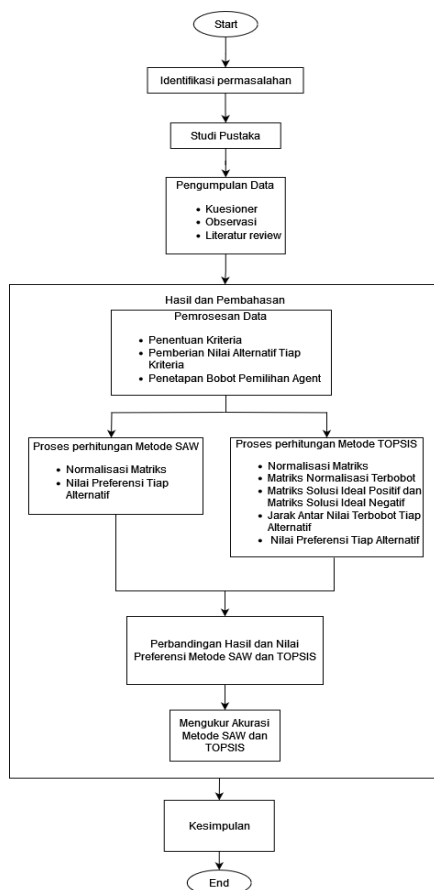 Start
Identifikasi permasalahan
Studi Pustaka
Pengumpulan Data
• Kuesioner
• Observasi
• Literatur review
Hasil dan Pembahasan
Pemrosesan Data
• Penentuan Kriteria
• Pemberian Nilai Alternatif Tiap
Kriteria
• Penetapan Bobot Pemilihan Agent
Proses perhitungan Metode SAW
• Normalisasi Matriks
• Nilai Preferensi Tiap
Alternatif
Proses perhitungan Metode TOPSIS
• Normalisasi Matriks
• Matriks Normalisasi Terbobot
• Matriks Solusi Ideal Positif dan
Matriks Solusi Ideal Negatif
• Jarak Antar Nilai Terbobot Tiap
Alternatif
• Nilai Preferensi Tiap Alternatif
Perbandingan Hasil dan Nilai
Preferensi Metode SAW dan TOPSIS
Mengukur Akurasi
Metode SAW dan
TOPSIS
Kesimpulan
End